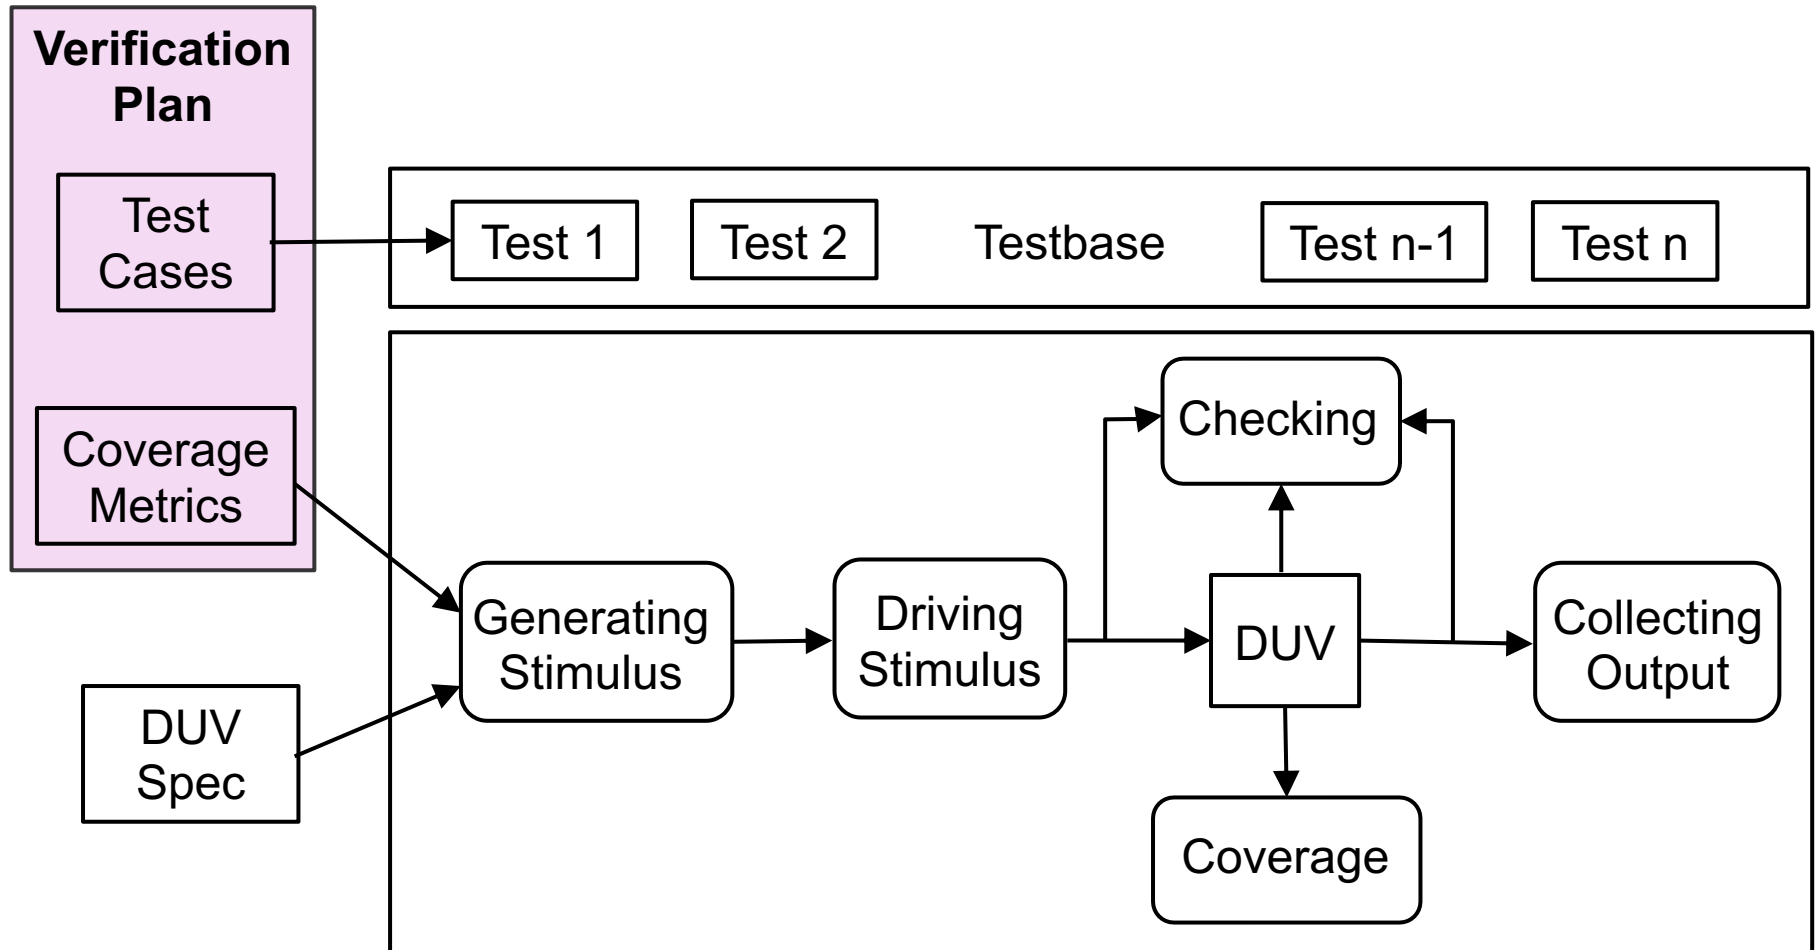 Verification
Plan
Test
Cases
Test 1
Test 2
Testbase
Test n-1
Test n
Coverage
Metrics
Checking
Generating
Stimulus
Driving
Stimulus
DUV
Collecting
Output
DUV
Spec
Coverage